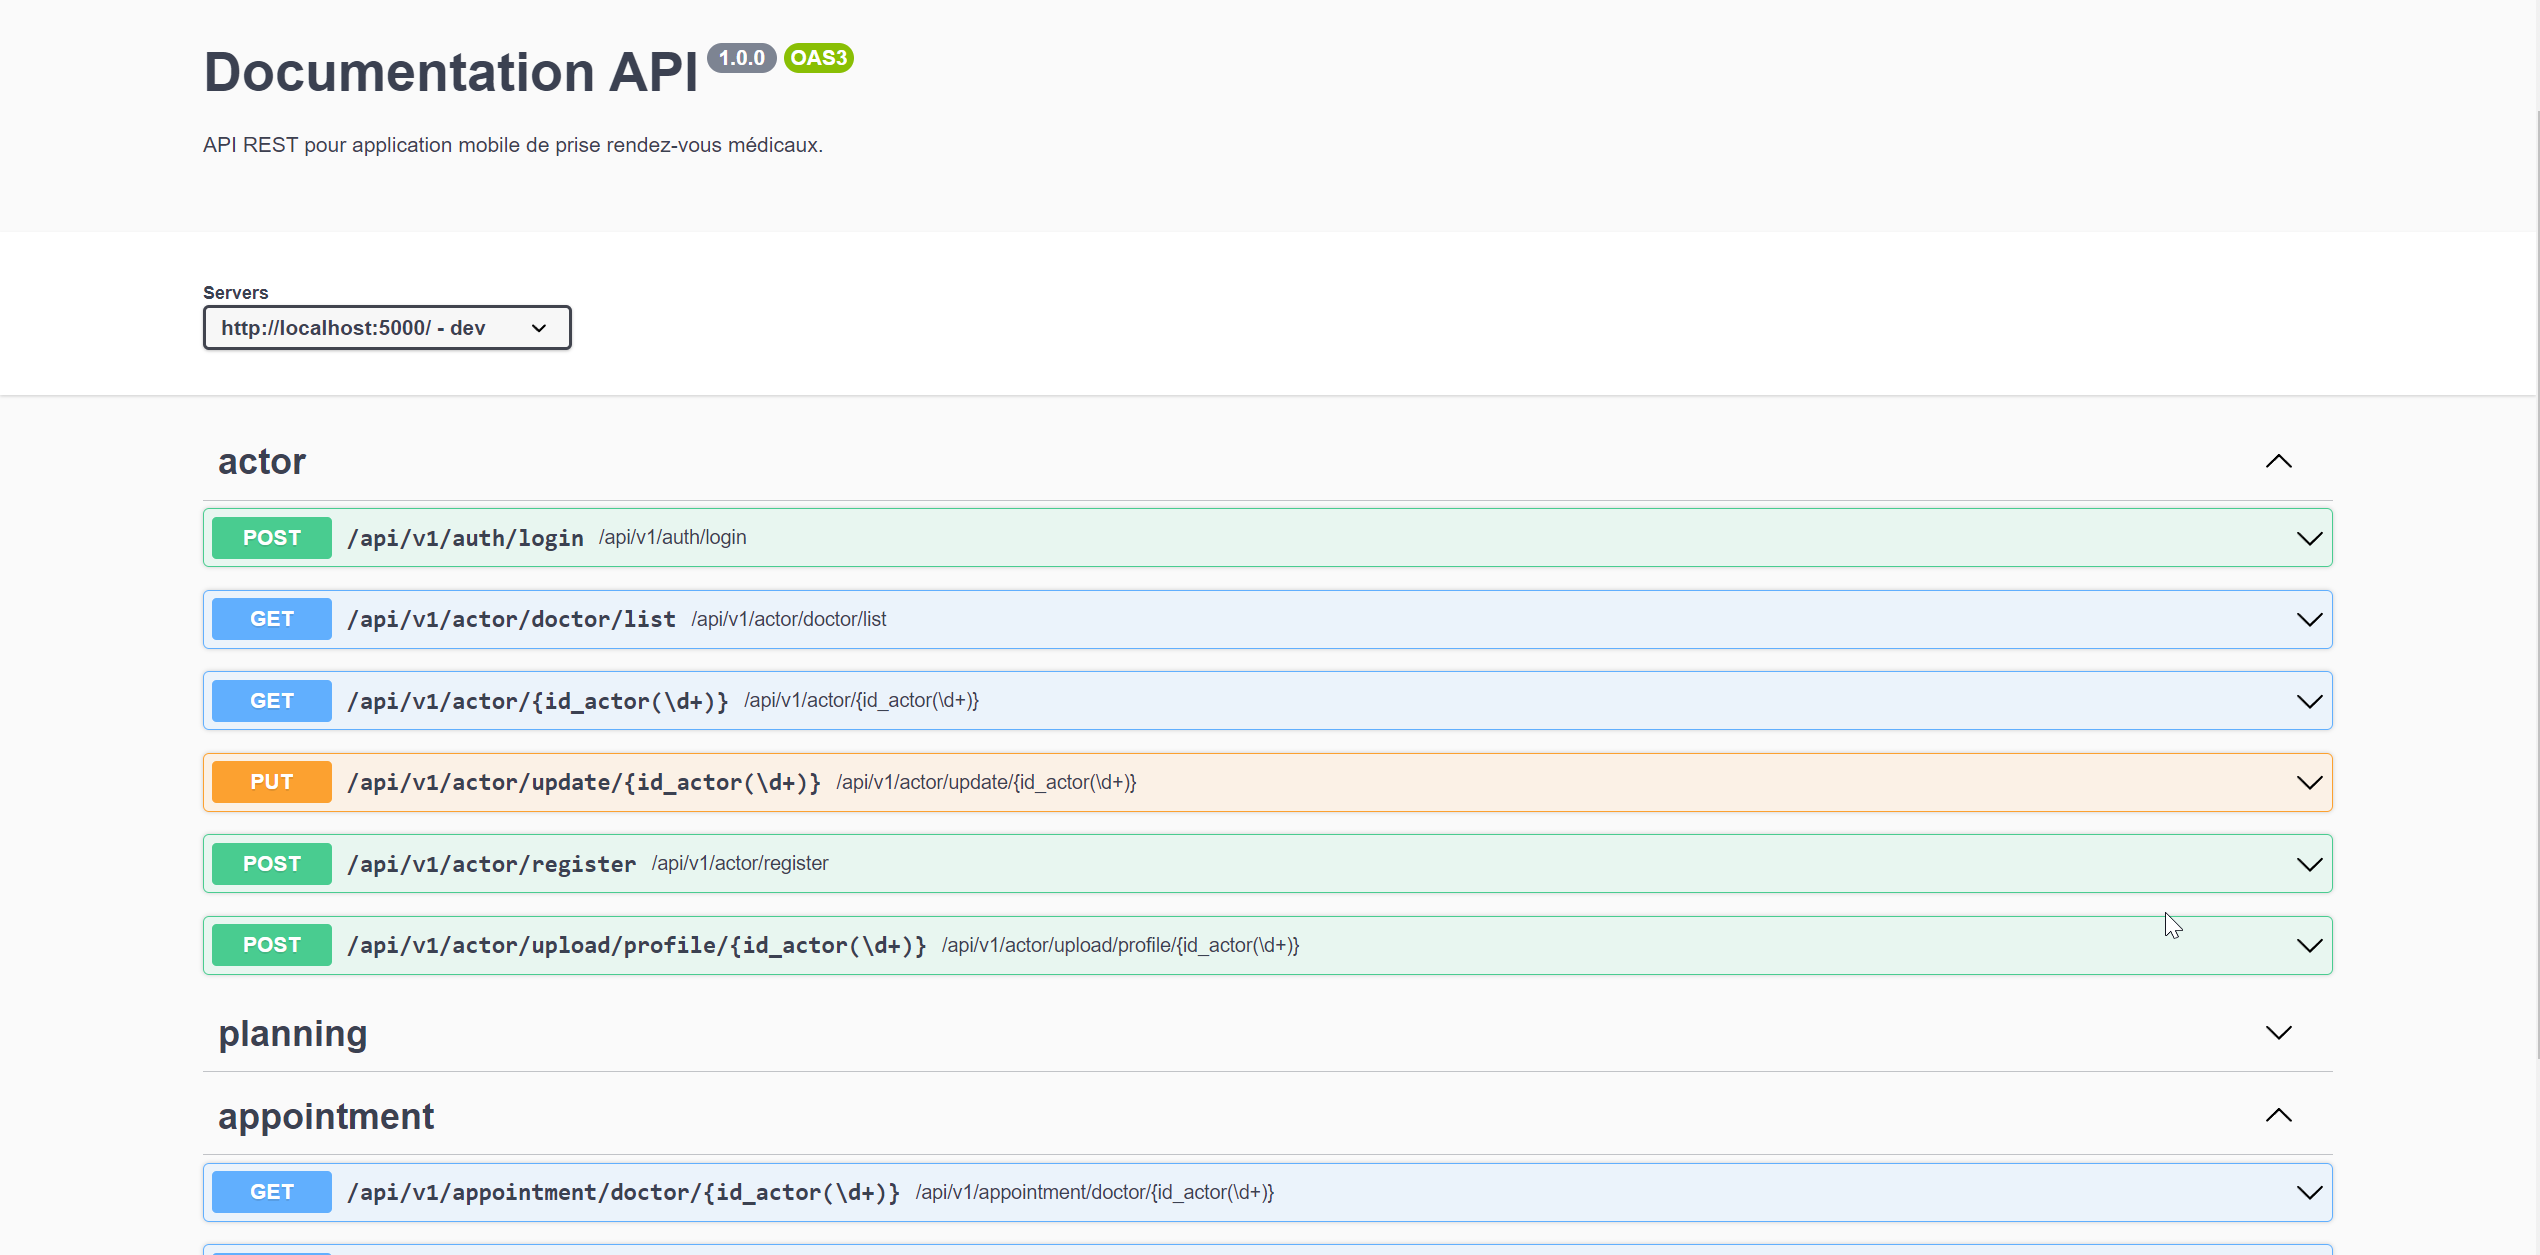 Documentation API 1.0.0 OAS3
API REST pour application mobile de prise rendez-vous médicaux.
Servers
http://localhost:5000/ - dev
actor
POST /api/v1/auth/login /api/v1/auth/login
GET /api/v1/actor/doctor/list /api/v1/actor/doctor/list
GET /api/v1/actor/{id_actor(\d+)} /api/v1/actor/{id_actor(\d+)}
PUT /api/v1/actor/update/{id_actor(\d+)} /api/v1/actor/update/{id_actor(\d+)}
POST /api/v1/actor/register /api/v1/actor/register
POST /api/v1/actor/upload/profile/{id_actor(\d+)} /api/v1/actor/upload/profile/{id_actor(\d+)}
planning
appointment
GET /api/v1/appointment/doctor/{id_actor(\d+)} /api/v1/appointment/doctor/{id_actor(\d+)}